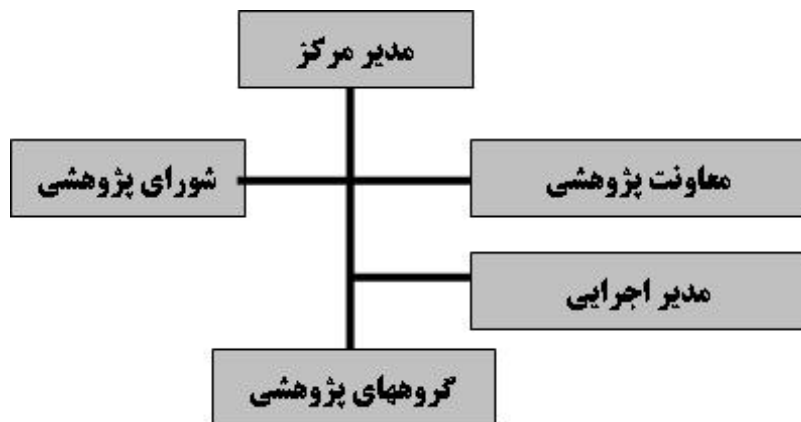 مدیر مرکز
معاونت پژوهشی
شورای پژوهشی
مدیر اجرایی
گروههای پژوهشی